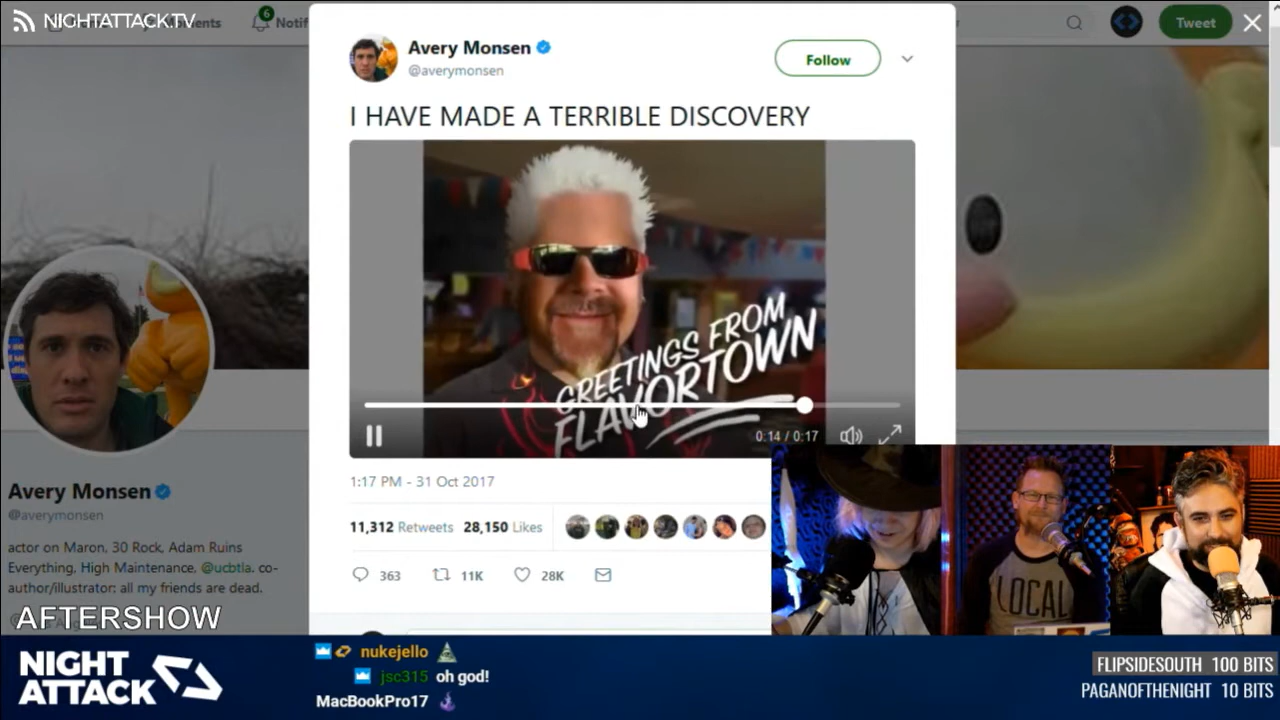 NIGHTATTACK.TV
6
Notif
Tweet
Avery Monsen
@averymonsen
Follow
I HAVE MADE A TERRIBLE DISCOVERY
GREETINGS FROM
FLAVORTOWN
0:14 / 0:17
1:17 PM - 31 Oct 2017
11,312 Retweets 28,150 Likes
363 11K 28K
Avery Monsen
@averymonsen
actor on Maron, 30 Rock, Adam Ruins
Everything, High Maintenance, @ucbtla. co-
author/illustrator: all my friends are dead.
AFTERSHOW
LOCAL
NIGHT
ATTACK
nukejello
jsc315 oh god!
MacBookPro17
FLIPSIDESOUTH 100 BITS
PAGANOFTHENIGHT 10 BITS